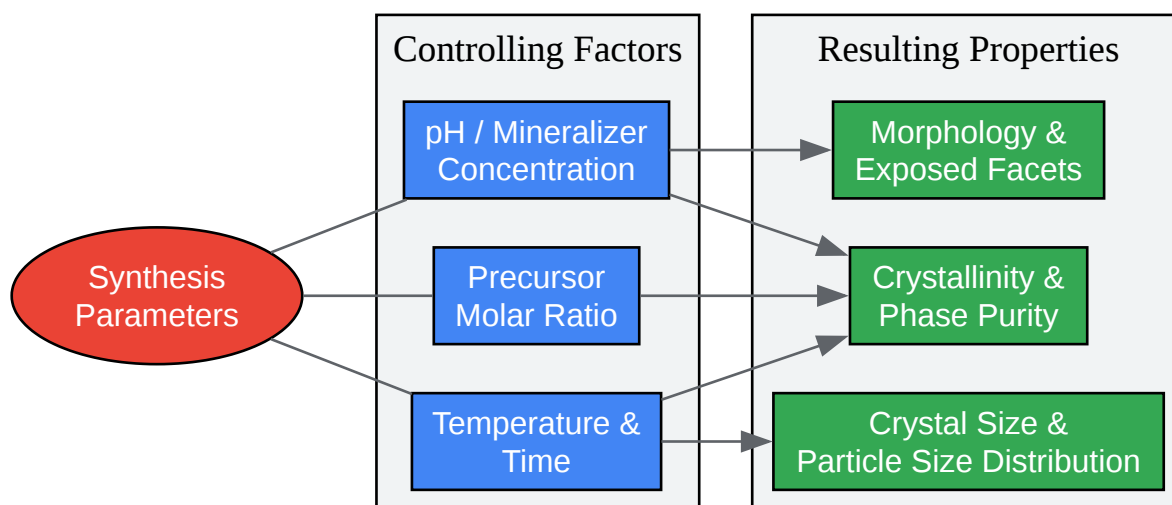 Controlling Factors
Resulting Properties
pH / Mineralizer
Concentration
Morphology &
Exposed Facets
Synthesis
Parameters
Precursor
Molar Ratio
Crystallinity &
Phase Purity
Temperature &
Time
Crystal Size &
Particle Size Distribution